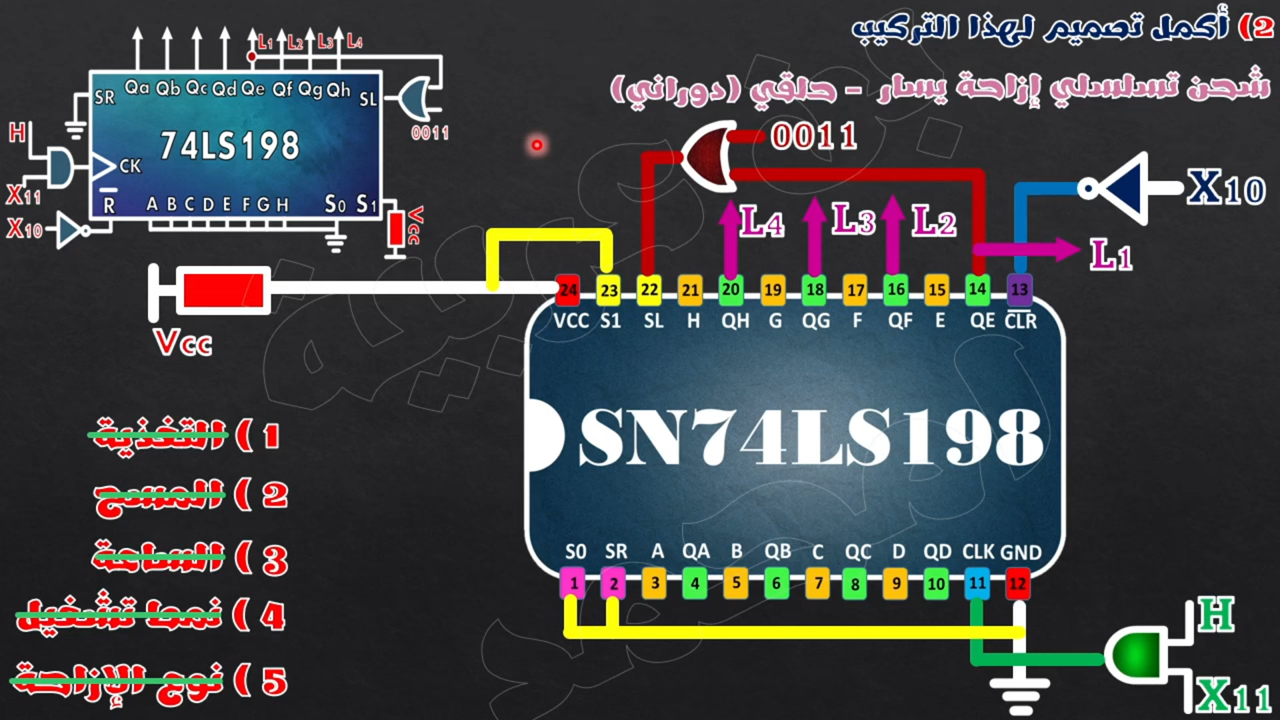 2) أكمل تصميم لهذا التركيب
شحن تسلسلي إزاحة يسار - حلقي (دوراني)
L1 L2 L3 L4
SR Qa Qb Qc Qd Qe Qf Qg Qh SL
0011
H
74LS198
CK
X11
R A B C D E F G H S0 S1
X10
Vcc
0011
X10
L4 L3 L2
L1
Vcc
24 23 22 21 20 19 18 17 16 15 14 13
VCC S1 SL H QH G QG F QF E QE CLR
SN74LS198
S0 SR A QA B QB C QC D QD CLK GND
1 2 3 4 5 6 7 8 9 10 11 12
H
X11
1 ) التغذية
2 ) المسح
3 ) الساعة
4 ) نمط تشغيل
5 ) نوع الإزاحة